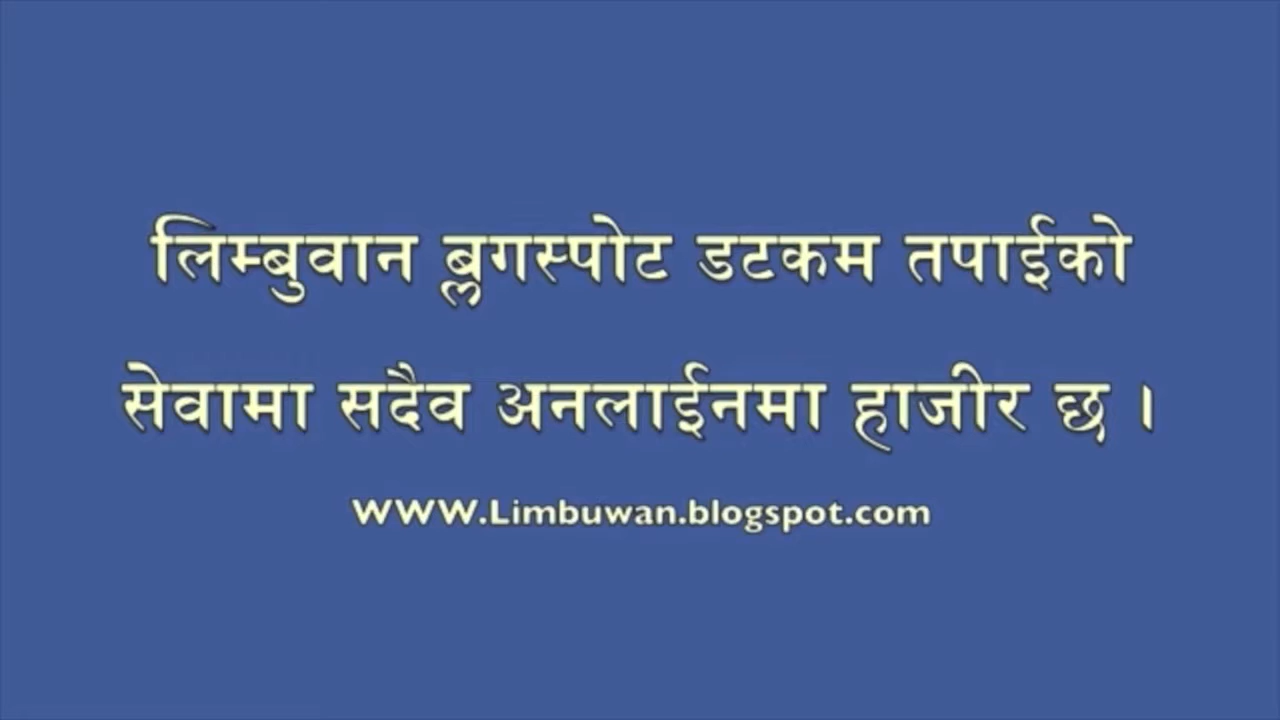 लिम्बुवान ब्लगस्पोट डटकम तपाईको
सेवामा सदैव अनलाईनमा हाजीर छ ।
WWW.Limbuwan.blogspot.com